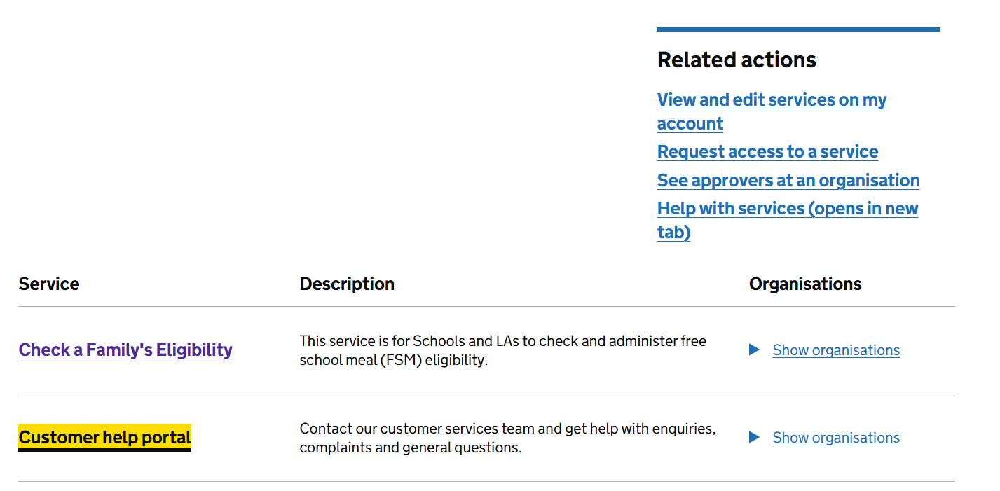 Related actions
View and edit services on my
account
Request access to a service
See approvers at an organisation
Help with services (opens in new
tab)
Service Description Organisations
Check a Family's Eligibility
This service is for Schools and LAs to check and administer free
school meal (FSM) eligibility.
Show organisations
Customer help portal
Contact our customer services team and get help with enquiries,
complaints and general questions.
Show organisations